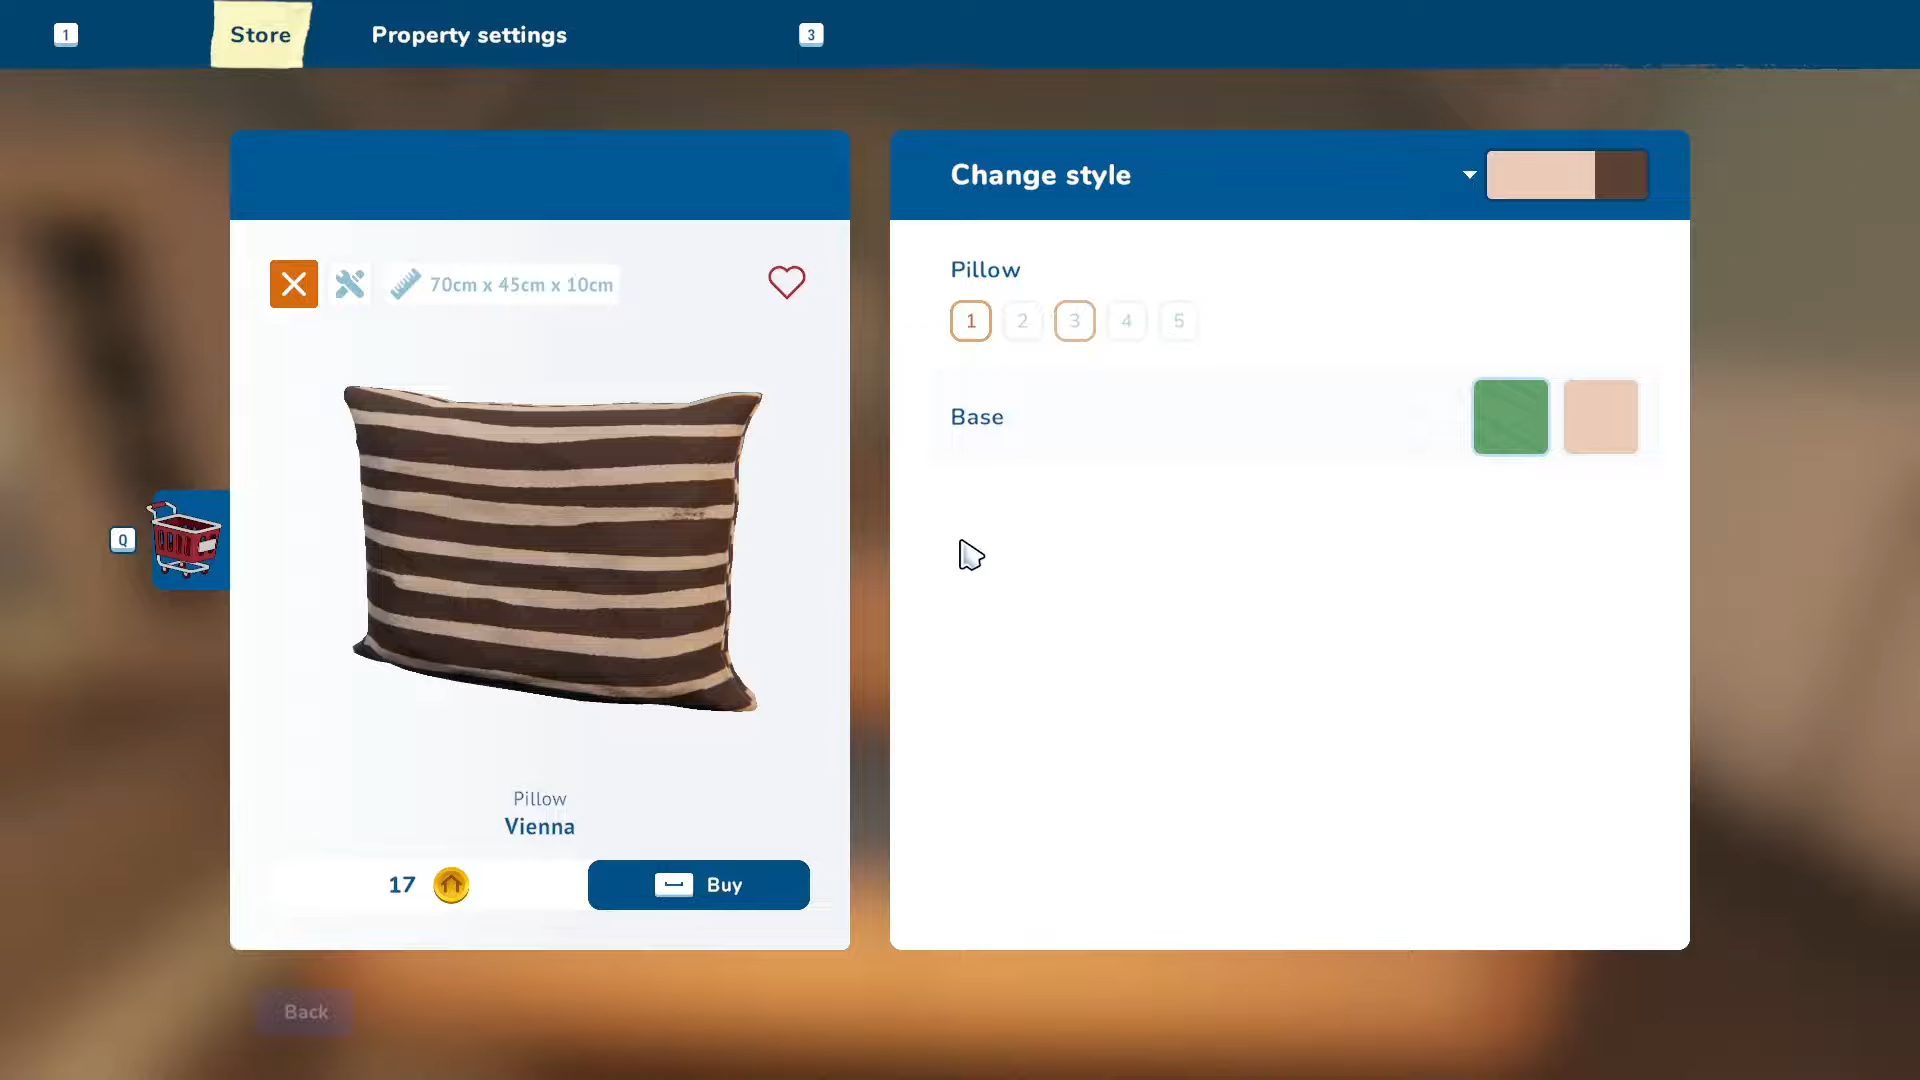 1
Store
Property settings
3
Change style
70cm x 45cm x 10cm
Pillow
1 2 3 4 5
Base
Q
Pillow
Vienna
17
Buy
Back